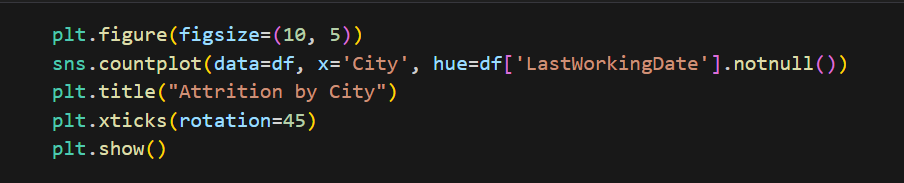 plt.figure(figsize=(10, 5))
sns.countplot(data=df, x='City', hue=df['LastWorkingDate'].notnull())
plt.title("Attrition by City")
plt.xticks(rotation=45)
plt.show()